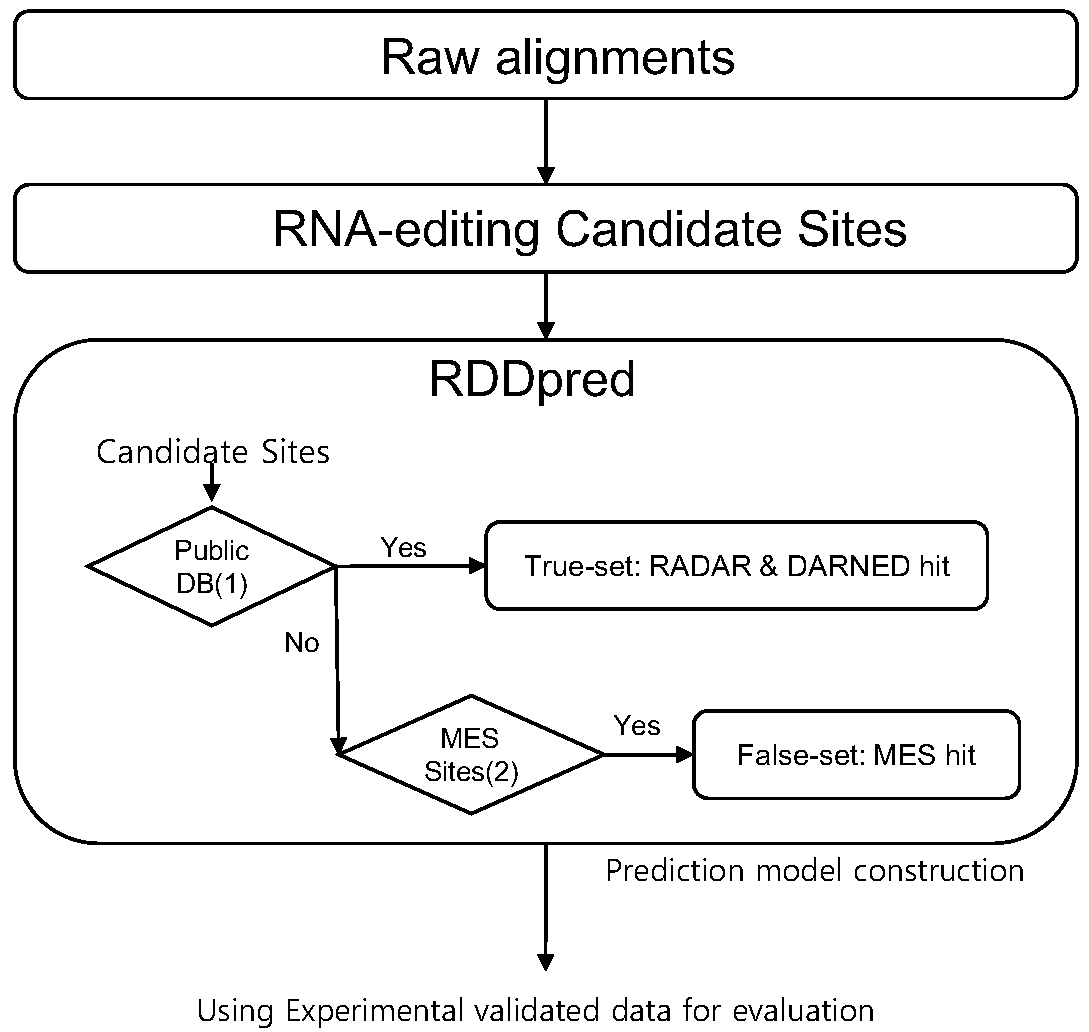 Raw alignments
RNA-editing Candidate Sites
RDDpred
Candidate Sites
Public
DB(1)
Yes
True-set: RADAR & DARNED hit
No
MES
Sites(2)
Yes
False-set: MES hit
Prediction model construction
Using Experimental validated data for evaluation